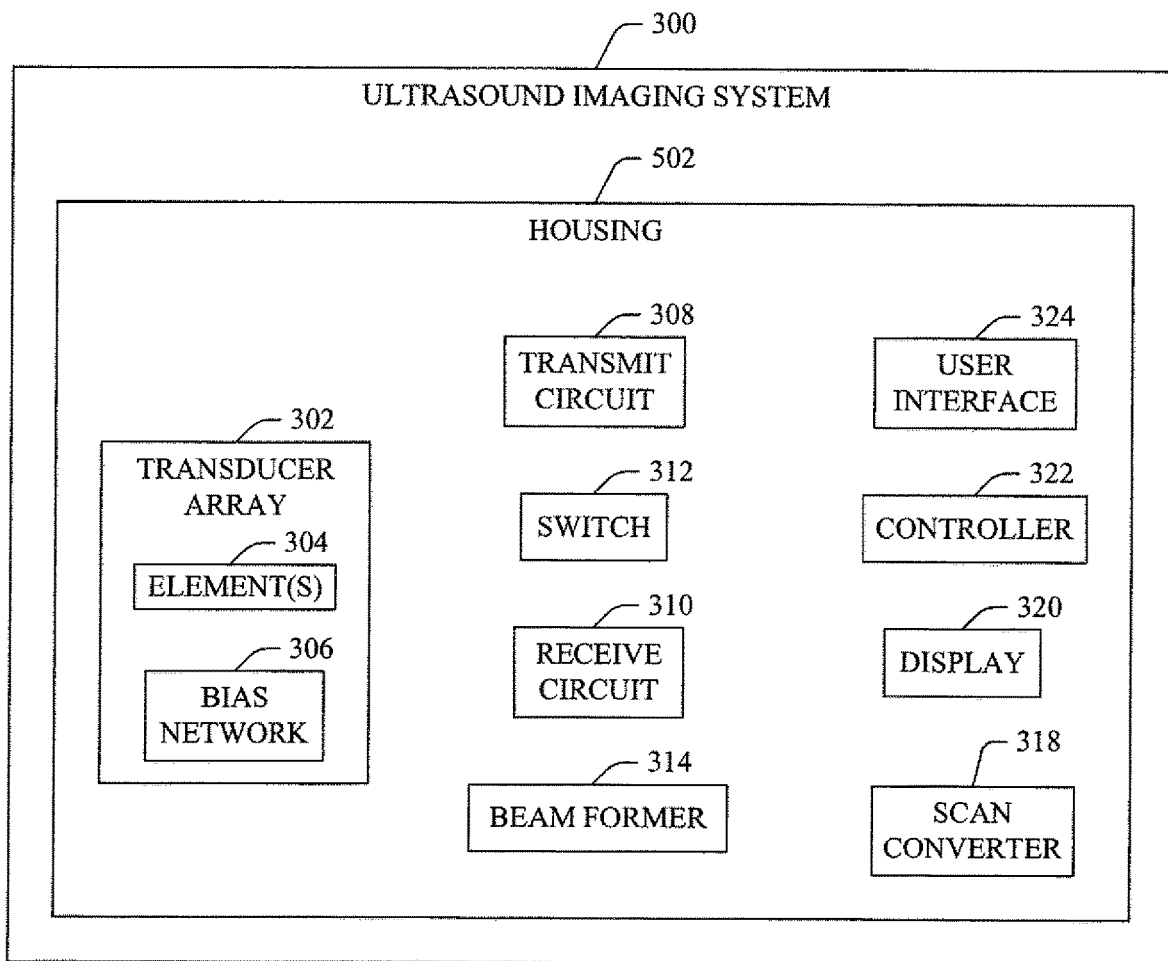 300
ULTRASOUND IMAGING SYSTEM
502
HOUSING
302
TRANSDUCER
ARRAY
304
ELEMENT(S)
306
BIAS
NETWORK
308
TRANSMIT
CIRCUIT
312
SWITCH
310
RECEIVE
CIRCUIT
314
BEAM FORMER
324
USER
INTERFACE
322
CONTROLLER
320
DISPLAY
318
SCAN
CONVERTER